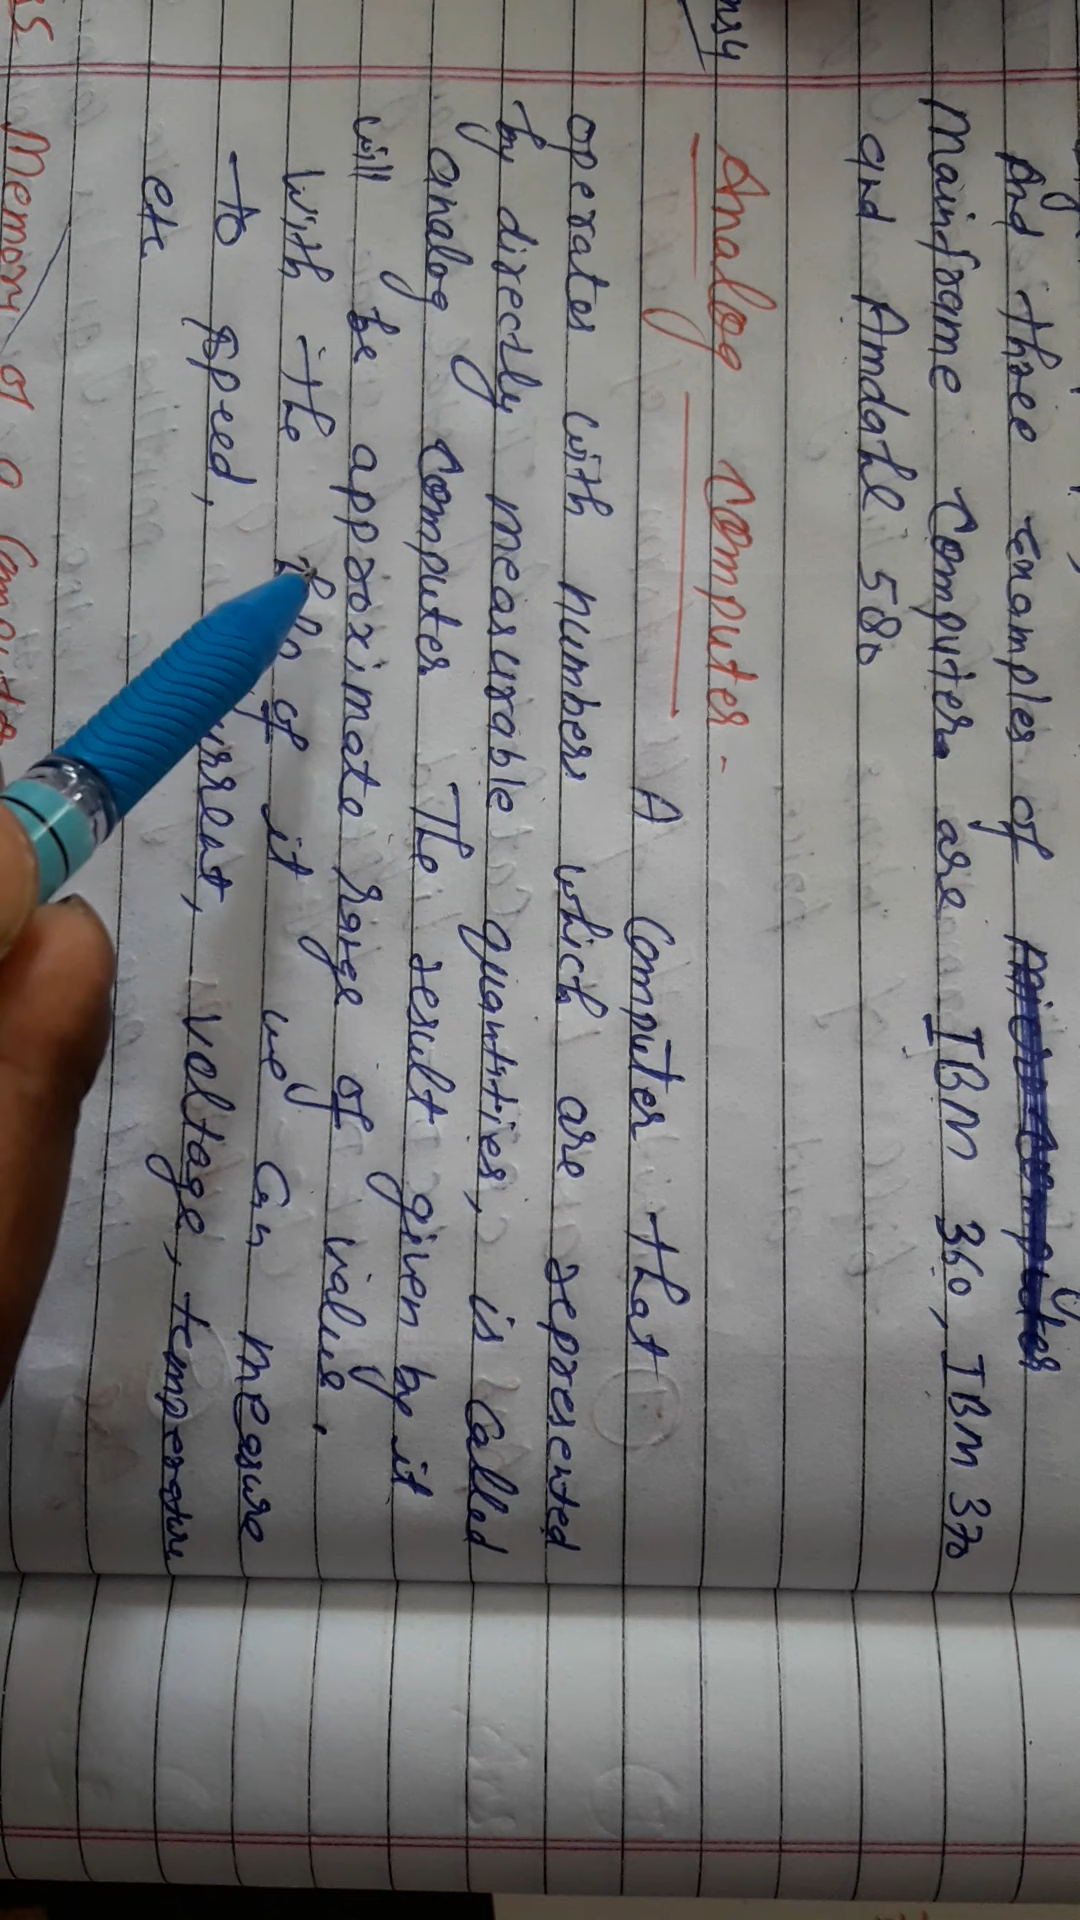 And three examples of
Mainframe Computers are IBM 360, IBM 370
and Amdahl 580
Analog Computer -
A Computer that
operates with numbers which are represented
by directly measurable quantities, is called
analog computer The result given by it
will be approximate range of value,
with the help of it we Can measure
to speed, current, voltage, temperature
etc
Memory of a Computer